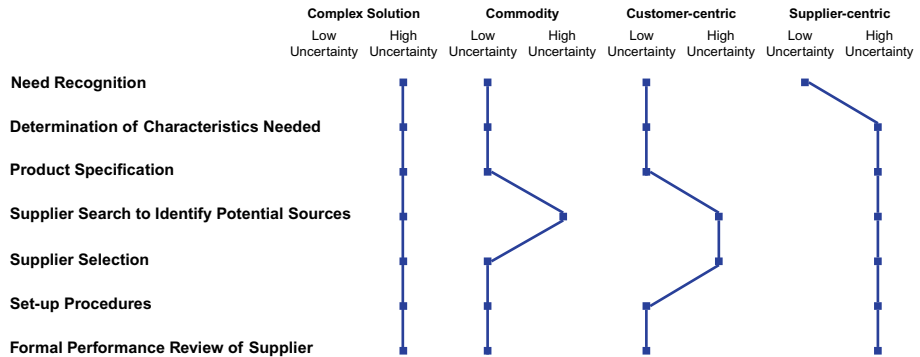 Complex Solution Commodity Customer-centric Supplier-centric
Low High Low High Low High Low High
Uncertainty Uncertainty Uncertainty Uncertainty Uncertainty Uncertainty Uncertainty Uncertainty
Need Recognition
Determination of Characteristics Needed
Product Specification
Supplier Search to Identify Potential Sources
Supplier Selection
Set-up Procedures
Formal Performance Review of Supplier